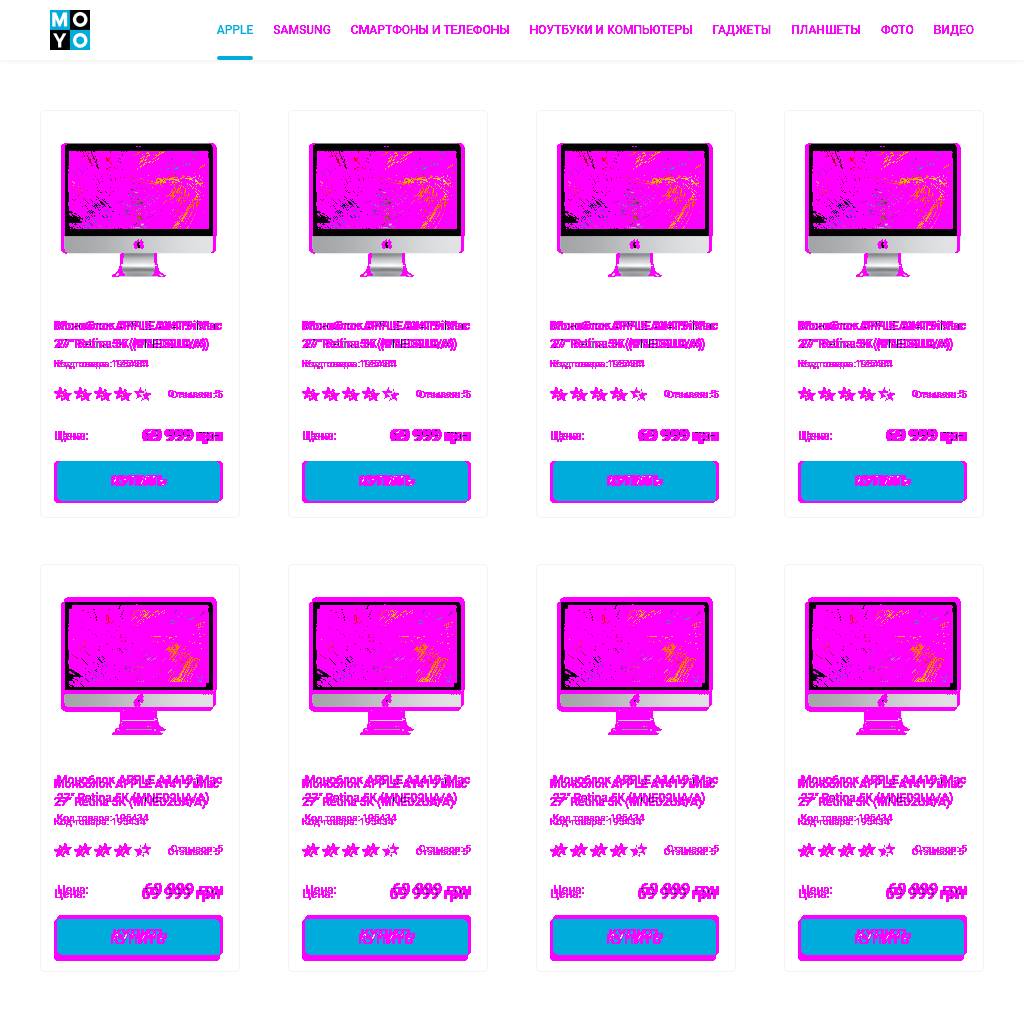 MO
YO
APPLE SAMSUNG СМАРТФОНЫ И ТЕЛЕФОНЫ НОУТБУКИ И КОМПЬЮТЕРЫ ГАДЖЕТЫ ПЛАНШЕТЫ ФОТО ВИДЕО
Моноблок APPLE A1419 iMac Моноблок APPLE A1419 iMac Моноблок APPLE A1419 iMac Моноблок APPLE A1419 iMac
27" Retina 5K (MNED2UA/A) 27" Retina 5K (MNED2UA/A) 27" Retina 5K (MNED2UA/A) 27" Retina 5K (MNED2UA/A)
Код товара: 195434 Код товара: 195434 Код товара: 195434 Код товара: 195434
Отзывов: 5 Отзывов: 5 Отзывов: 5 Отзывов: 5
Цена: 69 999 грн Цена: 69 999 грн Цена: 69 999 грн Цена: 69 999 грн
КУПИТЬ КУПИТЬ КУПИТЬ КУПИТЬ
Моноблок APPLE A1419 iMac Моноблок APPLE A1419 iMac Моноблок APPLE A1419 iMac Моноблок APPLE A1419 iMac
27" Retina 5K (MNED2UA/A) 27" Retina 5K (MNED2UA/A) 27" Retina 5K (MNED2UA/A) 27" Retina 5K (MNED2UA/A)
Код товара: 195434 Код товара: 195434 Код товара: 195434 Код товара: 195434
Отзывов: 5 Отзывов: 5 Отзывов: 5 Отзывов: 5
Цена: 69 999 грн Цена: 69 999 грн Цена: 69 999 грн Цена: 69 999 грн
КУПИТЬ КУПИТЬ КУПИТЬ КУПИТЬ